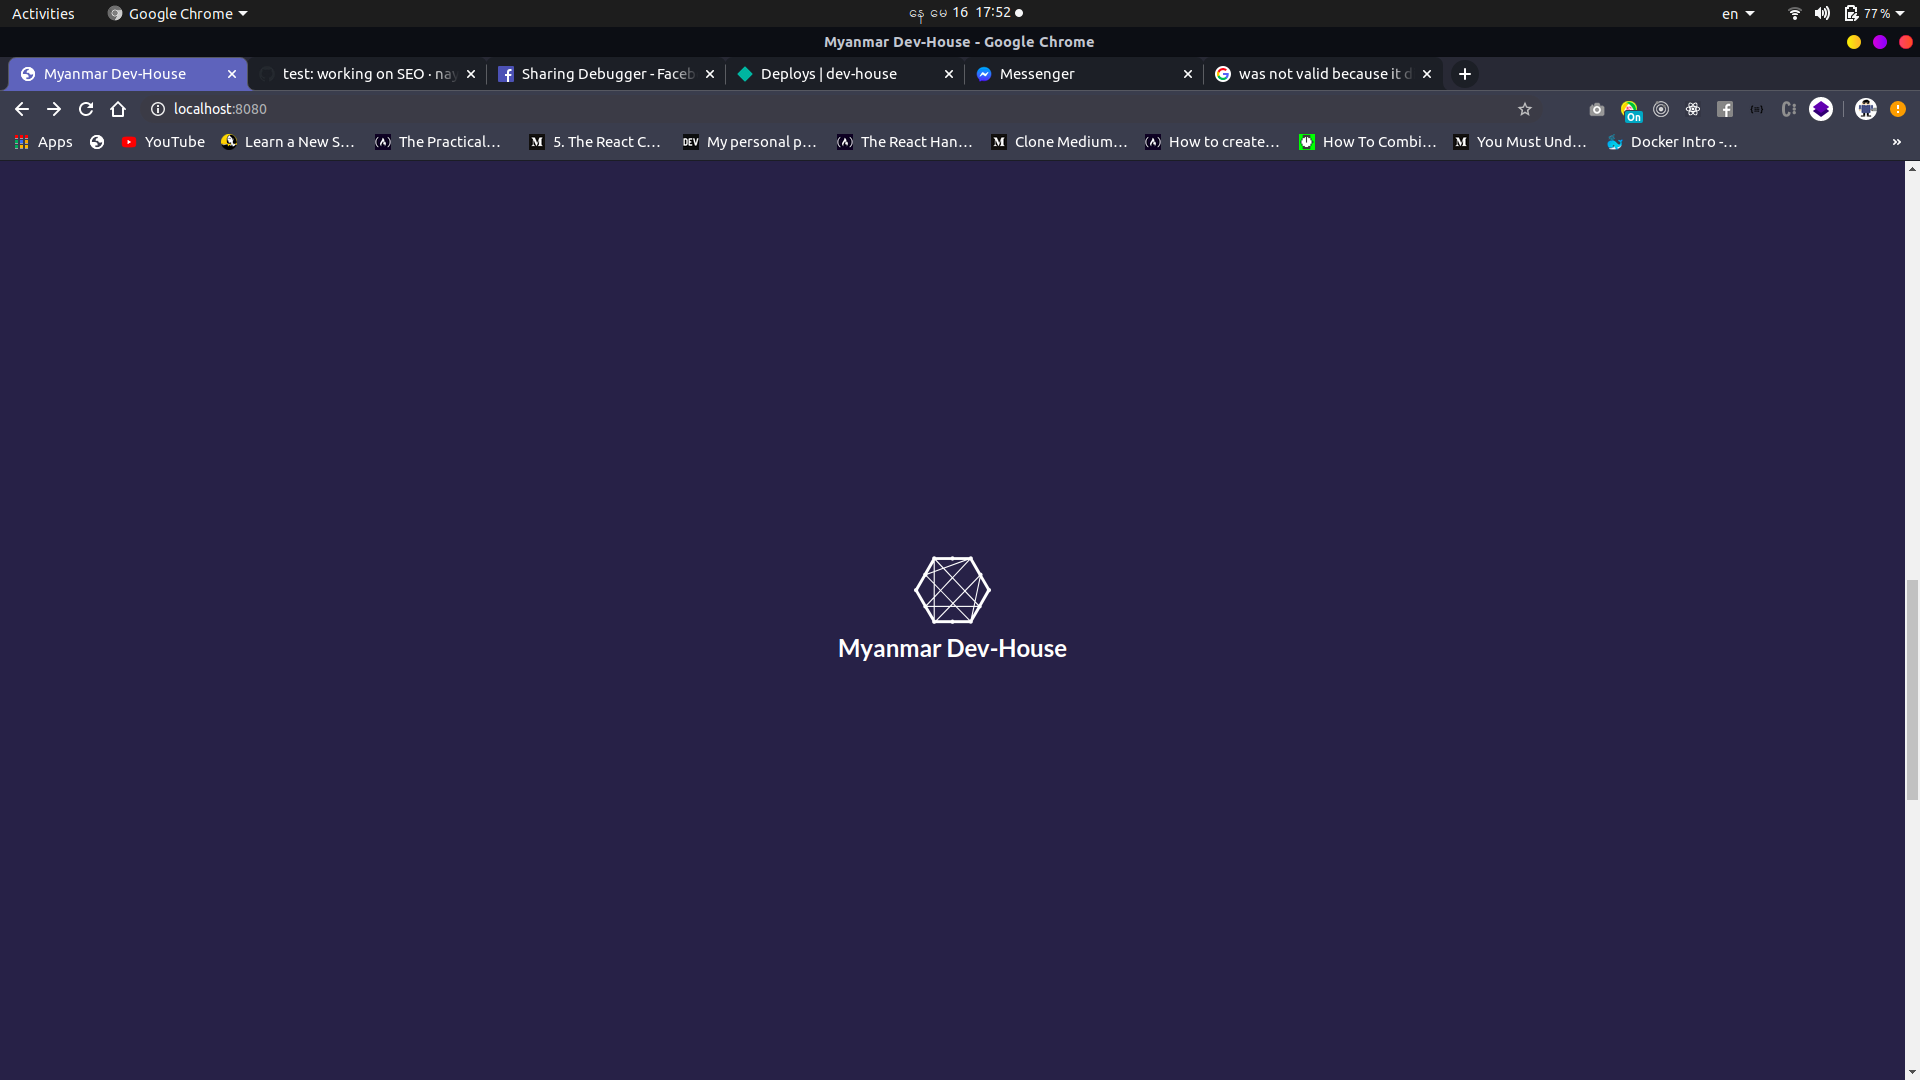 Activities Google Chrome နေ မေ 16 17:52 en 77 %
Myanmar Dev-House - Google Chrome
Myanmar Dev-House test: working on SEO · nay Sharing Debugger - Faceb Deploys | dev-house Messenger was not valid because it d
localhost:8080 On
Apps YouTube Learn a New S... The Practical... 5. The React C... DEV My personal p... The React Han... Clone Medium... How to create... How To Combi... You Must Und... Docker Intro -... »
Myanmar Dev-House